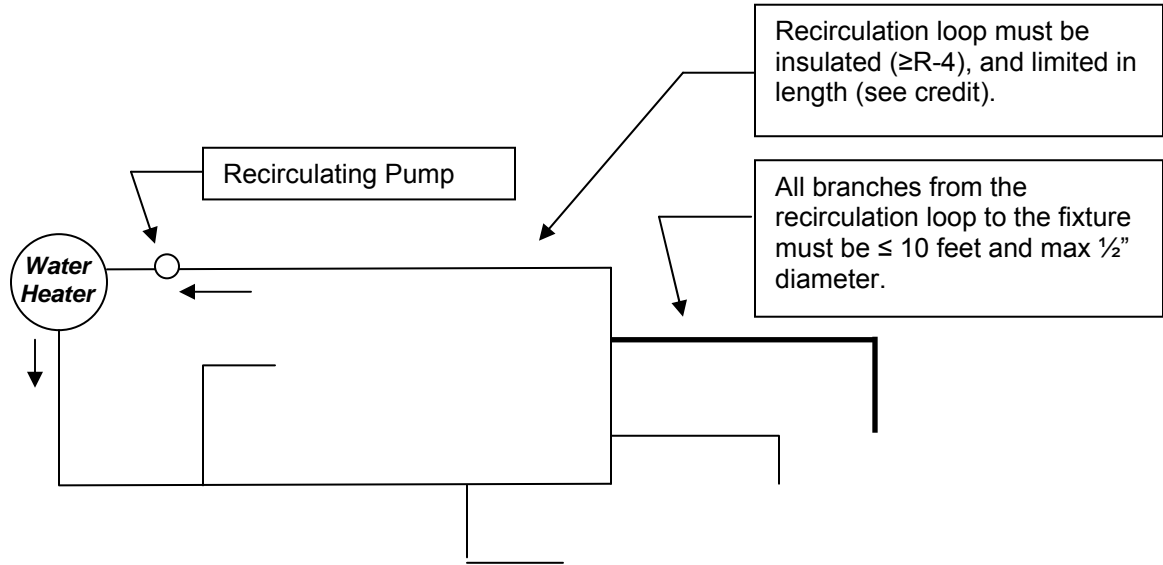 Recirculation loop must be
insulated (≥R-4), and limited in
length (see credit).
Recirculating Pump
All branches from the
recirculation loop to the fixture
must be ≤ 10 feet and max ½”
diameter.
Water
Heater